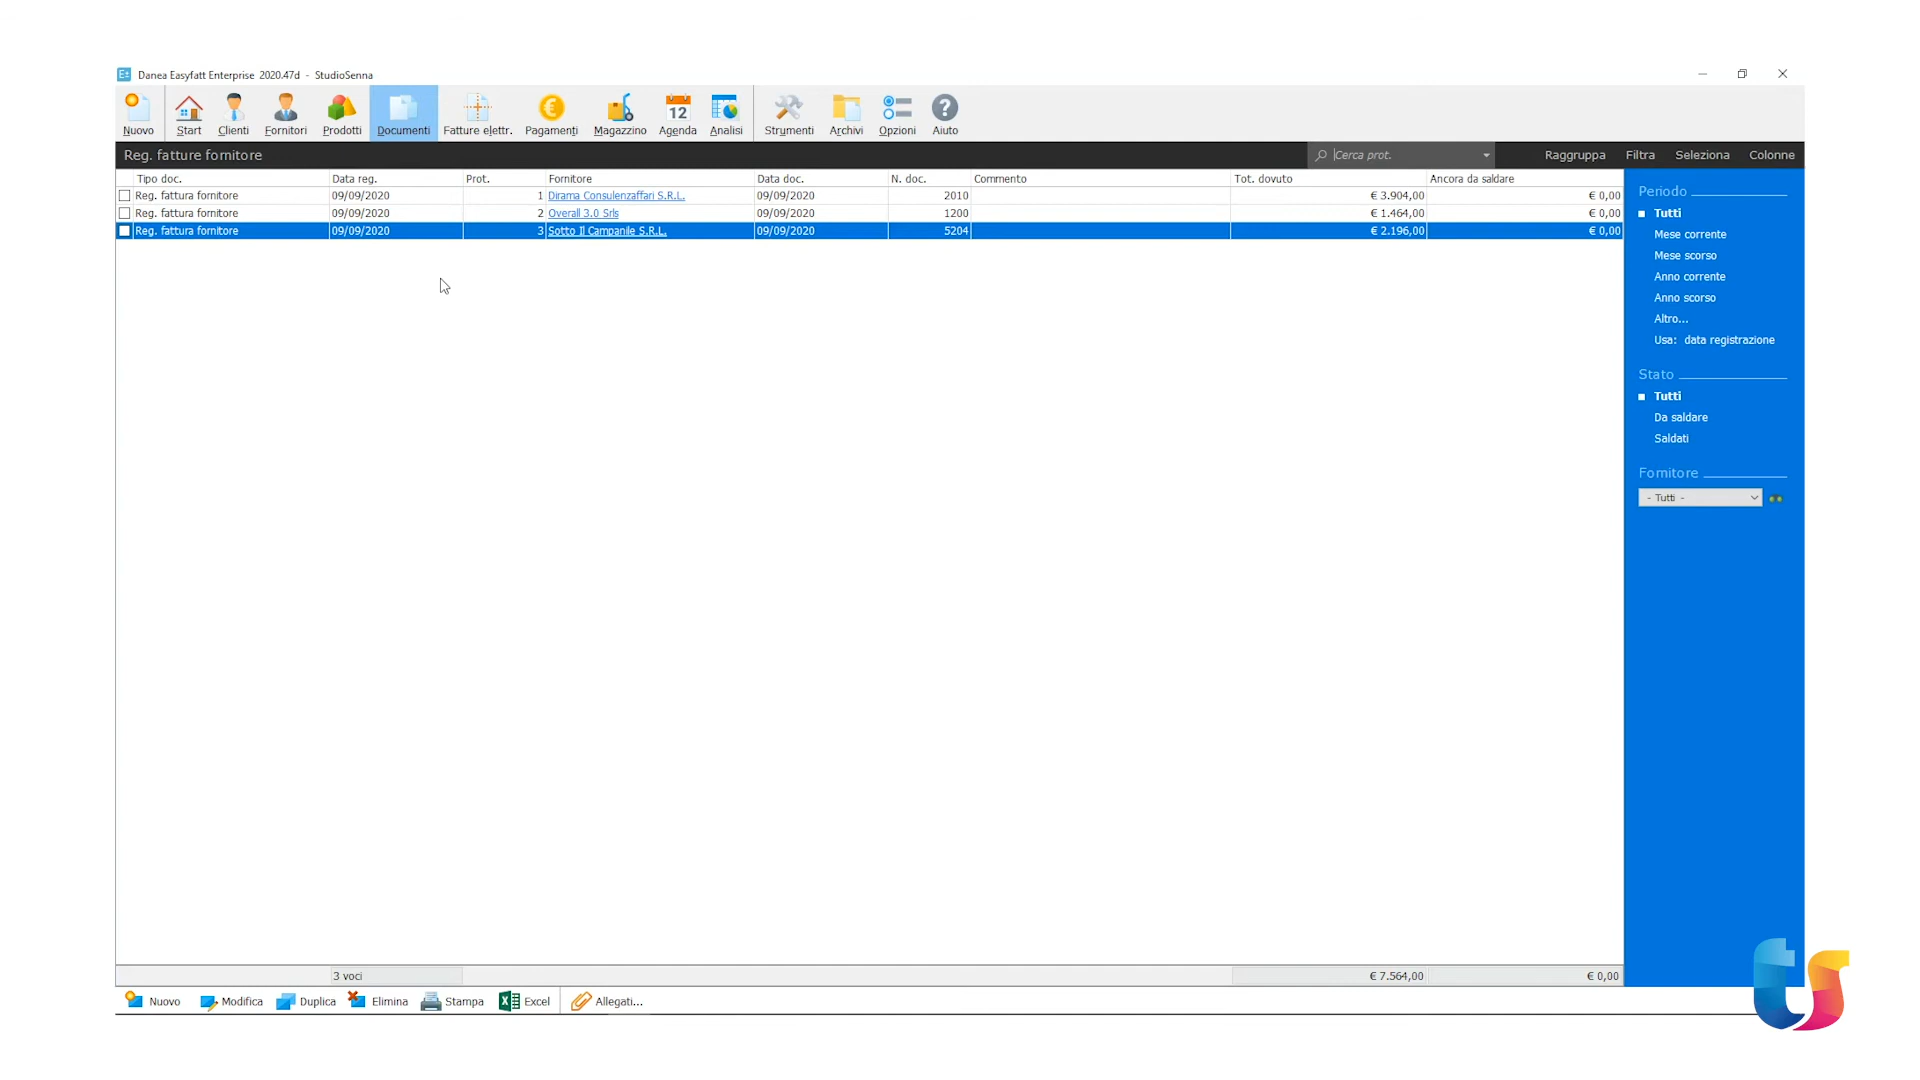 Danea Easyfatt Enterprise 2020.47d - StudioSenna
Nuovo Start Clienti Fornitori Prodotti Documenti Fatture elettr. Pagamenti Magazzino Agenda Analisi Strumenti Archivi Opzioni Aiuto
12
Reg. fatture fornitore Cerca prot. Raggruppa Filtra Seleziona Colonne
Tipo doc. Data reg. Prot. Fornitore Data doc. N. doc. Commento Tot. dovuto Ancora da saldare
Reg. fattura fornitore 09/09/2020 1 Dirama Consulenzaffari S.R.L. 09/09/2020 2010 € 3.904,00 € 0,00
Reg. fattura fornitore 09/09/2020 2 Overall 3.0 Srls 09/09/2020 1200 € 1.464,00 € 0,00
Reg. fattura fornitore 09/09/2020 3 Sotto Il Campanile S.R.L. 09/09/2020 5204 € 2.196,00 € 0,00
Periodo
Tutti
Mese corrente
Mese scorso
Anno corrente
Anno scorso
Altro...
Usa: data registrazione
Stato
Tutti
Da saldare
Saldati
Fornitore
- Tutti -
3 voci € 7.564,00 € 0,00
Nuovo Modifica Duplica Elimina Stampa Excel Allegati...
ts